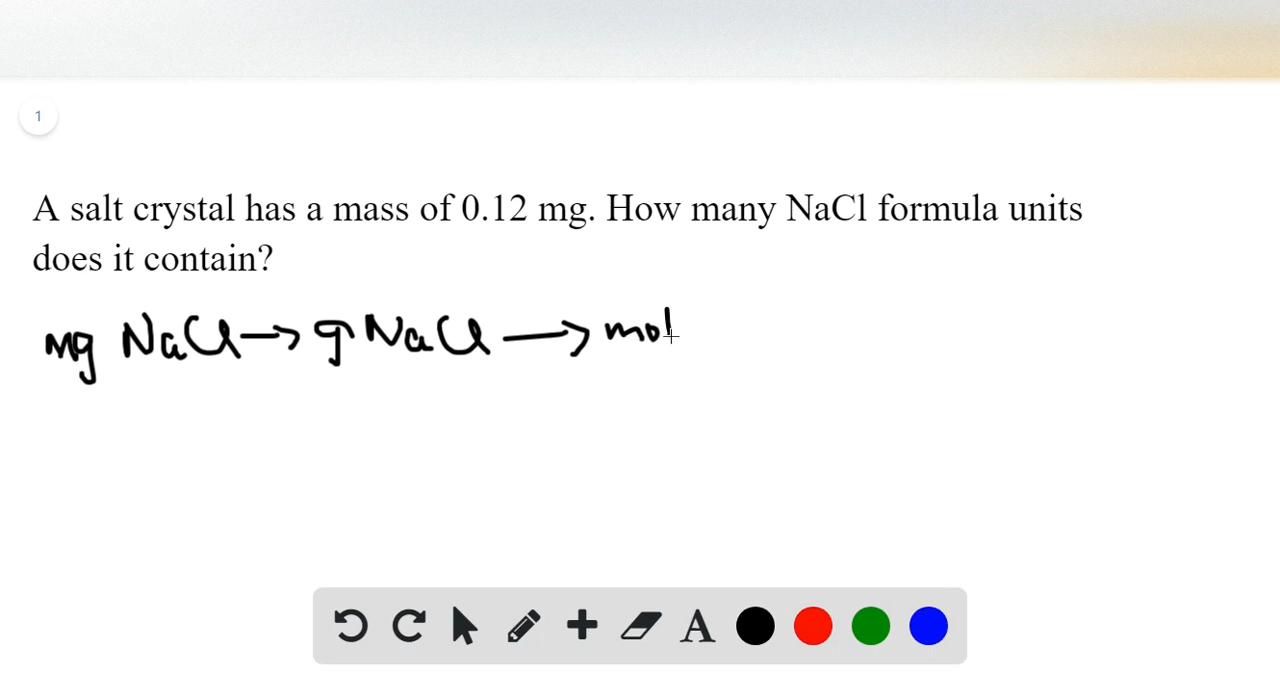 1
A salt crystal has a mass of 0.12 mg. How many NaCl formula units
does it contain?
mg NaCl → g NaCl → mol
A